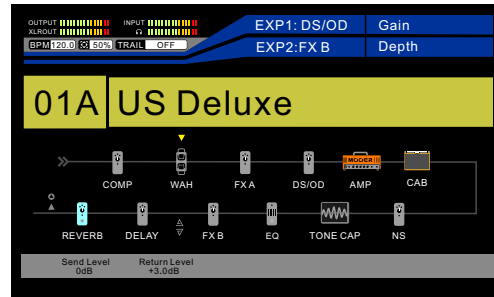 OUTPUT INPUT
XLROUT
BPM 120.0 50% TRAIL OFF
EXP1: DS/OD Gain
EXP2:FX B Depth
01A US Deluxe
MOOER
COMP WAH FX A DS/OD AMP CAB
REVERB DELAY FX B EQ TONE CAP NS
Send Level Return Level
0dB +3.0dB